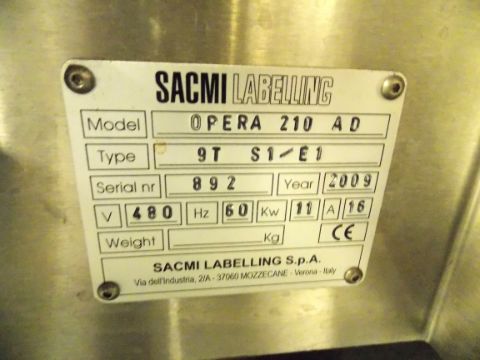 SACMI LABELLING
Model OPERA 210 AD
Type 9T S1/E1
Serial nr 892 Year 2009
V 480 Hz 60 Kw 11 A 16
Weight Kg CE
SACMI LABELLING S.p.A.
Via dell'Industria, 2/A - 37060 MOZZECANE - Verona - Italy